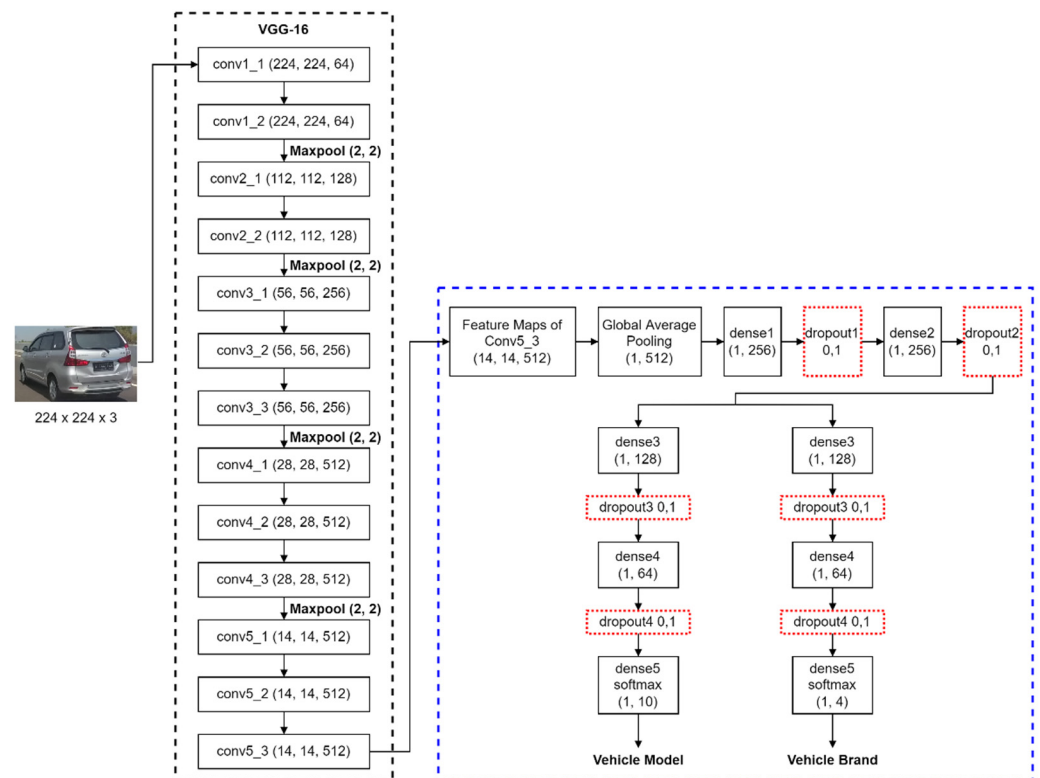 VGG-16
conv1_1 (224, 224, 64)
conv1_2 (224, 224, 64)
Maxpool (2, 2)
conv2_1 (112, 112, 128)
conv2_2 (112, 112, 128)
Maxpool (2, 2)
conv3_1 (56, 56, 256)
conv3_2 (56, 56, 256)
conv3_3 (56, 56, 256)
Maxpool (2, 2)
conv4_1 (28, 28, 512)
conv4_2 (28, 28, 512)
conv4_3 (28, 28, 512)
Maxpool (2, 2)
conv5_1 (14, 14, 512)
conv5_2 (14, 14, 512)
conv5_3 (14, 14, 512)
224 x 224 x 3
Feature Maps of
Conv5_3
(14, 14, 512)
Global Average
Pooling
(1, 512)
dense1
(1, 256)
dropout1
0,1
dense2
(1, 256)
dropout2
0,1
dense3
(1, 128)
dropout3 0,1
dense4
(1, 64)
dropout4 0,1
dense5
softmax
(1, 10)
Vehicle Model
dense3
(1, 128)
dropout3 0,1
dense4
(1, 64)
dropout4 0,1
dense5
softmax
(1, 4)
Vehicle Brand